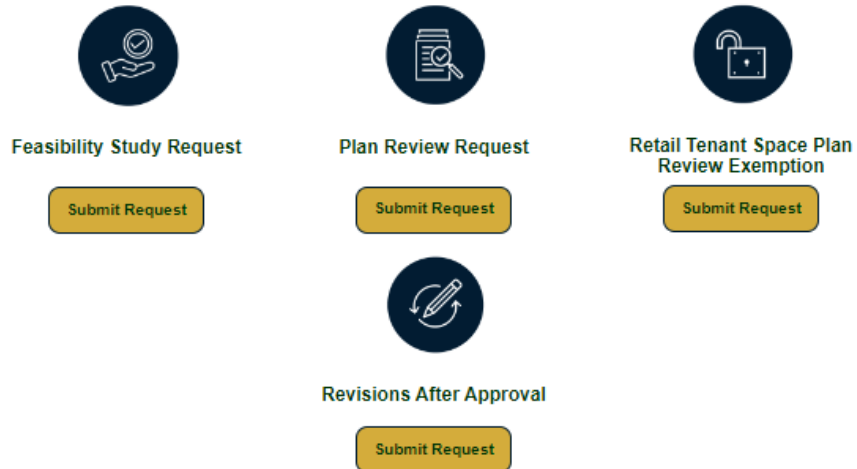 Feasibility Study Request
Plan Review Request
Retail Tenant Space Plan
Review Exemption
Submit Request
Submit Request
Submit Request
Revisions After Approval
Submit Request